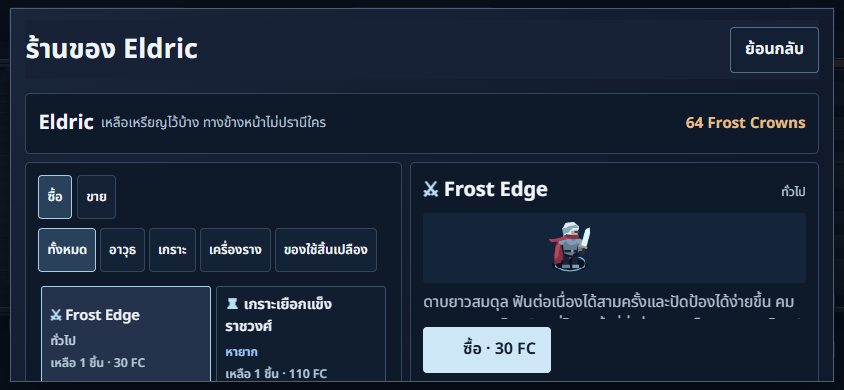 ร้านของ Eldric
ย้อนกลับ
Eldric เหลือเหรียญไว้บ้าง ทางข้างหน้าไม่ปรานีใคร
64 Frost Crowns
ซื้อ
ขาย
ทั้งหมด
อาวุธ
เกราะ
เครื่องราง
ของใช้สิ้นเปลือง
Frost Edge
ทั่วไป
เหลือ 1 ชิ้น · 30 FC
เกราะเยือกแข็ง
ราชวงศ์
หายาก
เหลือ 1 ชิ้น · 110 FC
Frost Edge
ทั่วไป
ดาบยาวสมดุล ฟันต่อเนื่องได้สามครั้งและปัดป้องได้ง่ายขึ้น คม
ซื้อ · 30 FC